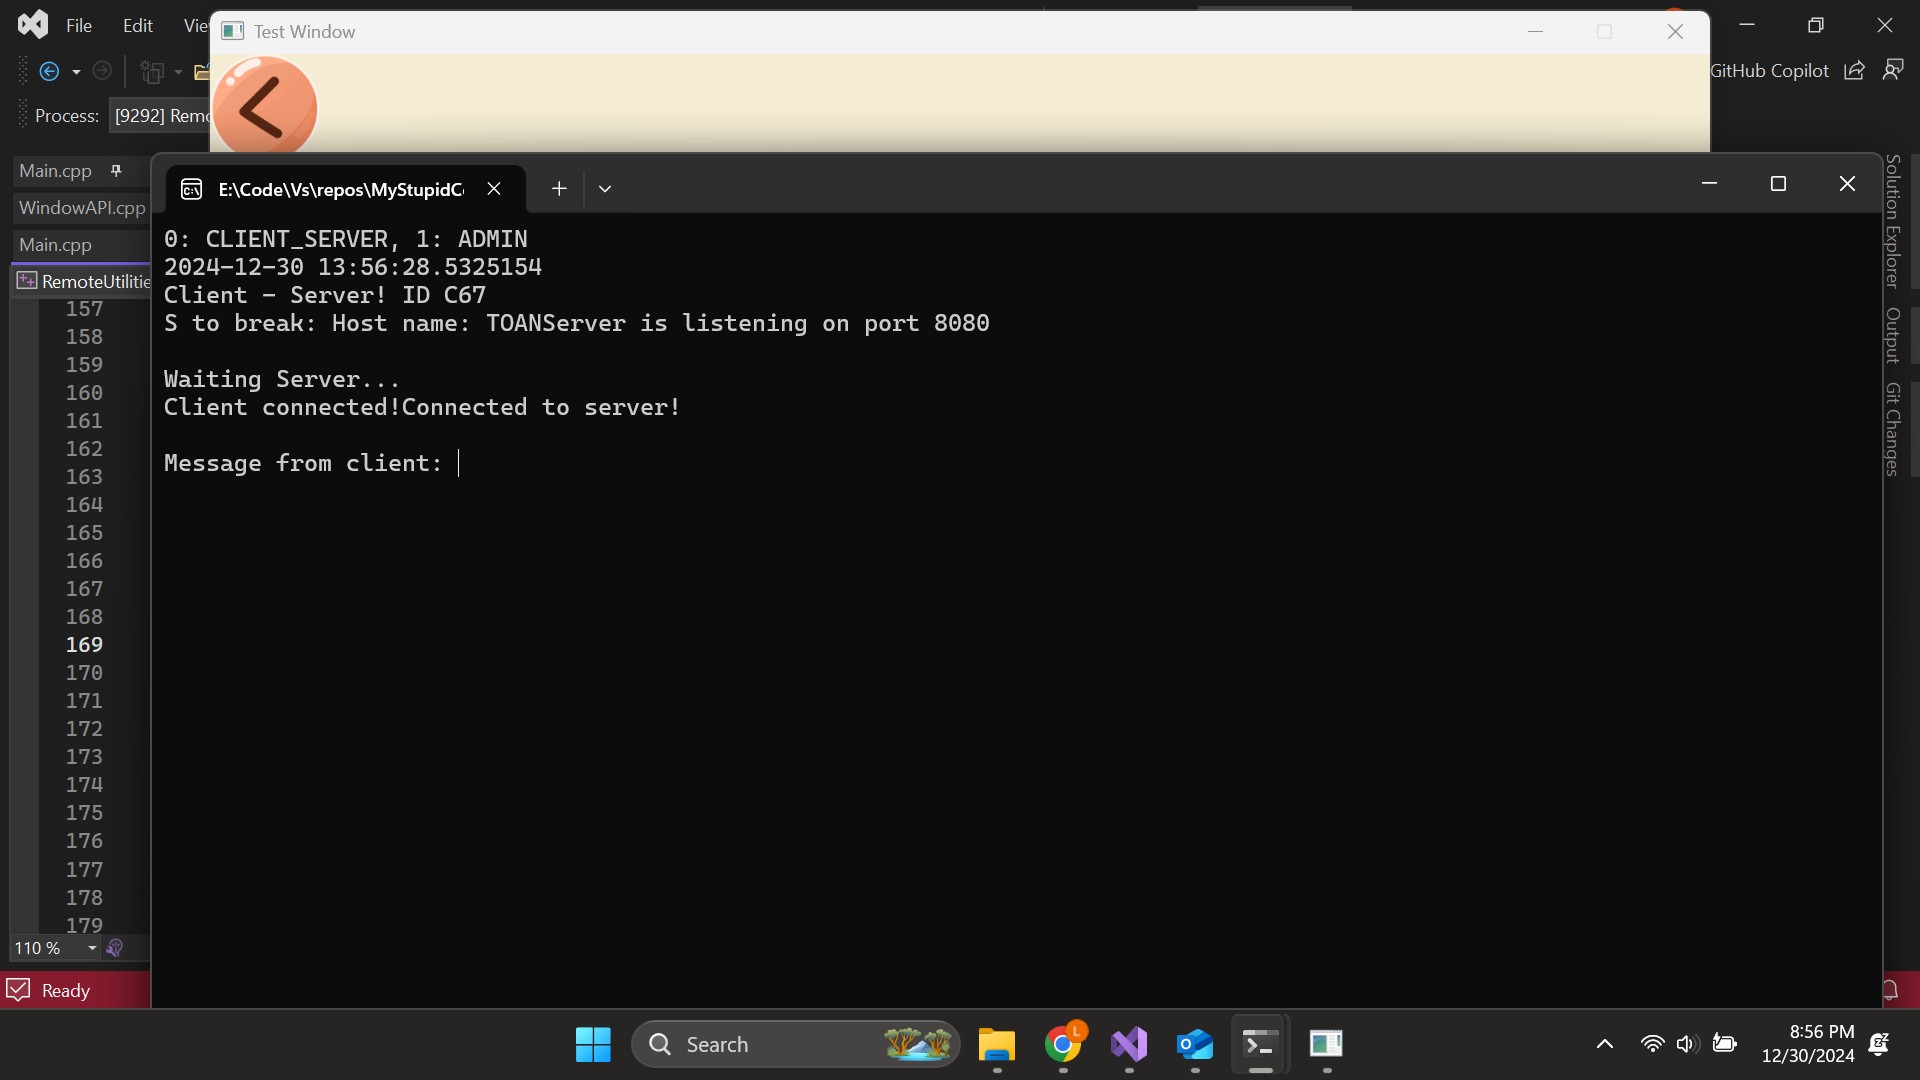 File Edit Vie
Test Window
GitHub Copilot
Process: [9292] Remo
Main.cpp
WindowAPI.cpp
Main.cpp
RemoteUtilitie
E:\Code\Vs\repos\MyStupidC
0: CLIENT_SERVER, 1: ADMIN
2024-12-30 13:56:28.5325154
Client - Server! ID C67
S to break: Host name: TOANServer is listening on port 8080
Waiting Server...
Client connected!Connected to server!
Message from client:
157
158
159
160
161
162
163
164
165
166
167
168
169
170
171
172
173
174
175
176
177
178
179
110 %
Ready
Solution Explorer
Output
Git Changes
Search
L
8:56 PM
12/30/2024